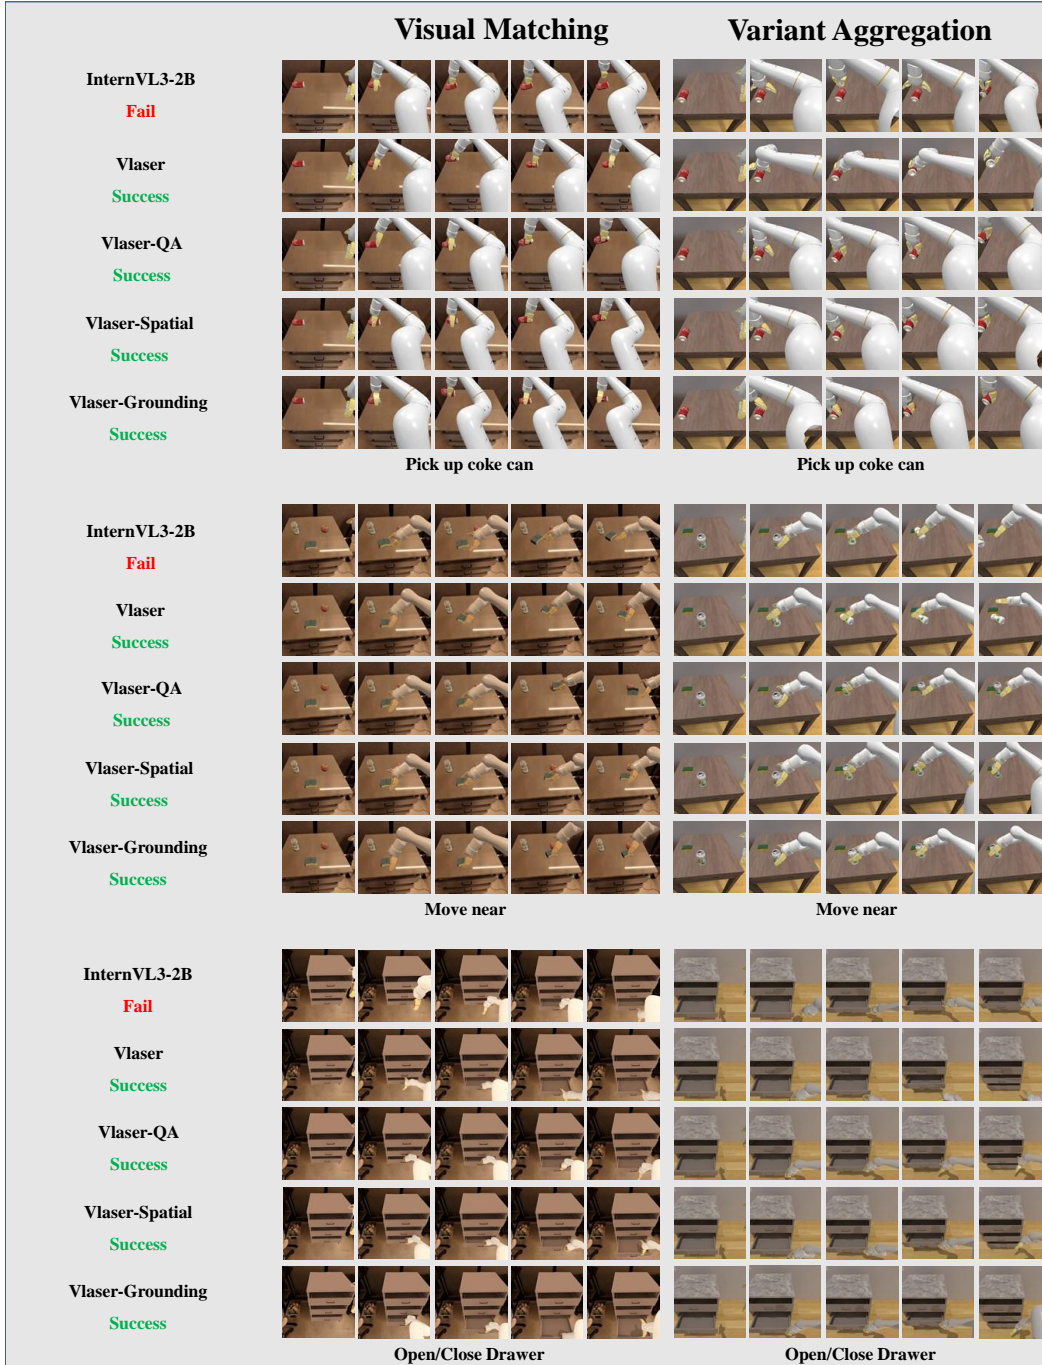 Visual Matching
Variant Aggregation
InternVL3-2B
Fail
Vlaser
Success
Vlaser-QA
Success
Vlaser-Spatial
Success
Vlaser-Grounding
Success
Pick up coke can
Pick up coke can
InternVL3-2B
Fail
Vlaser
Success
Vlaser-QA
Success
Vlaser-Spatial
Success
Vlaser-Grounding
Success
Move near
Move near
InternVL3-2B
Fail
Vlaser
Success
Vlaser-QA
Success
Vlaser-Spatial
Success
Vlaser-Grounding
Success
Open/Close Drawer
Open/Close Drawer